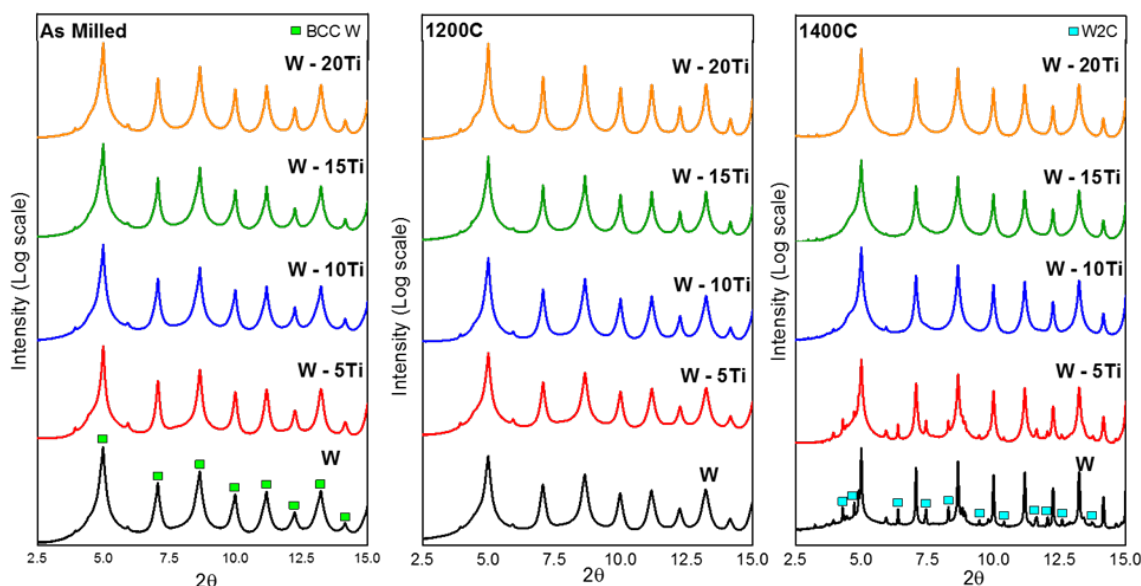 As Milled
BCC W
W - 20Ti
W - 15Ti
W - 10Ti
W - 5Ti
W
Intensity (Log scale)
2.5 5.0 7.5 10.0 12.5 15.0
2θ
1200C
W - 20Ti
W - 15Ti
W - 10Ti
W - 5Ti
W
Intensity (Log scale)
2.5 5.0 7.5 10.0 12.5 15.0
2θ
1400C
W2C
W - 20Ti
W - 15Ti
W - 10Ti
W - 5Ti
W
Intensity (Log scale)
2.5 5.0 7.5 10.0 12.5 15.0
2θ